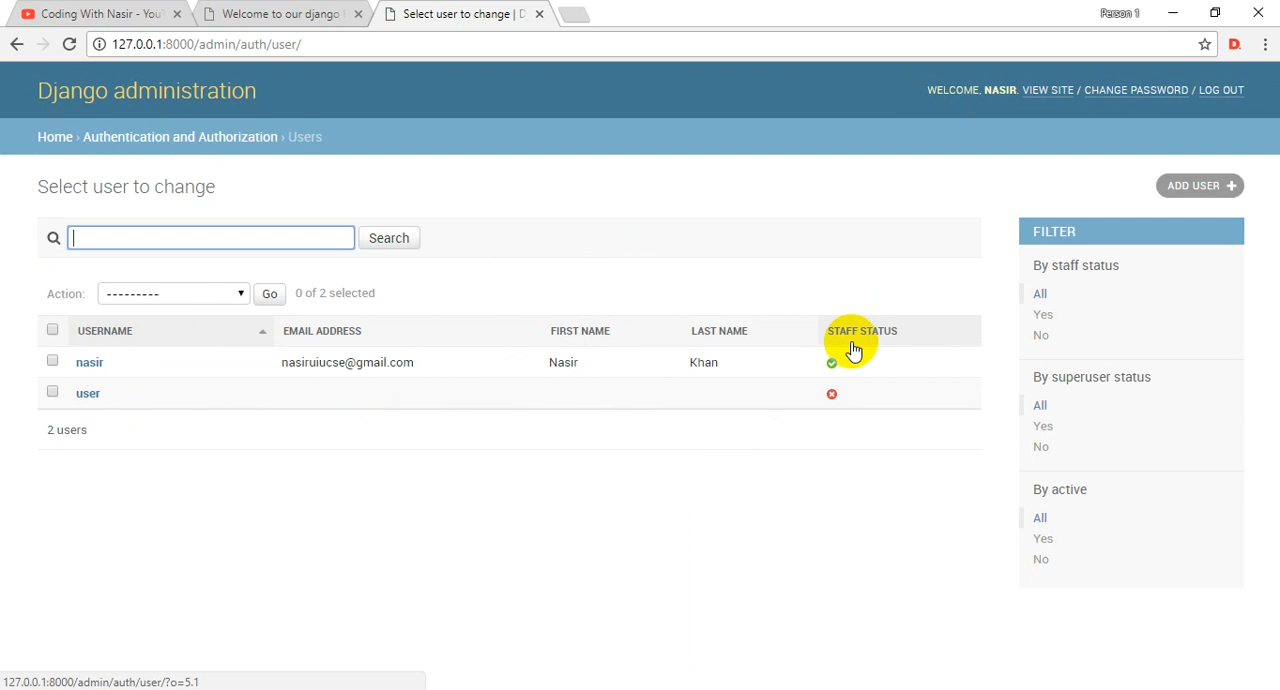 Coding With Nasir - You
Welcome to our django
Select user to change | D
Person 1
127.0.0.1:8000/admin/auth/user/
D.
Django administration
WELCOME, NASIR. VIEW SITE / CHANGE PASSWORD / LOG OUT
Home › Authentication and Authorization › Users
Select user to change
ADD USER +
Search
Action: --------- Go 0 of 2 selected
USERNAME EMAIL ADDRESS FIRST NAME LAST NAME STAFF STATUS
nasir nasiruiucse@gmail.com Nasir Khan
user
2 users
FILTER
By staff status
All
Yes
No
By superuser status
All
Yes
No
By active
All
Yes
No
127.0.0.1:8000/admin/auth/user/?o=5.1